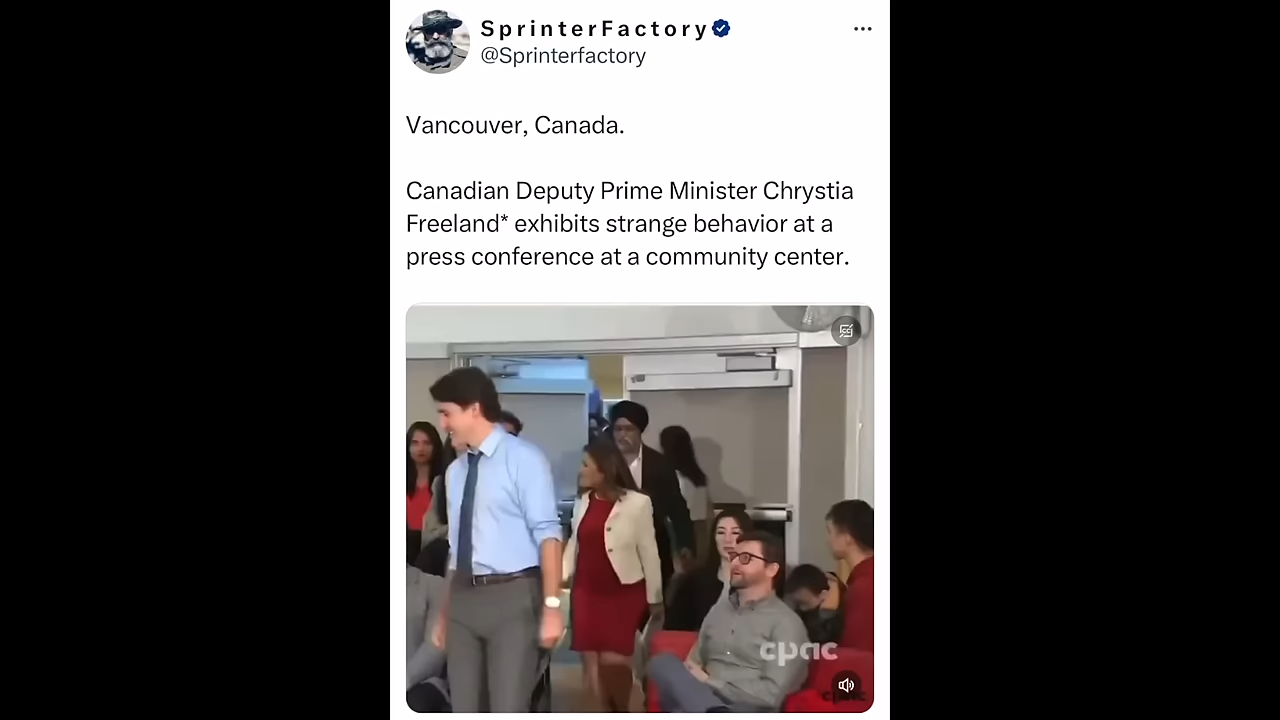 SprinterFactory
@Sprinterfactory
Vancouver, Canada.
Canadian Deputy Prime Minister Chrystia
Freeland* exhibits strange behavior at a
press conference at a community center.
cpac